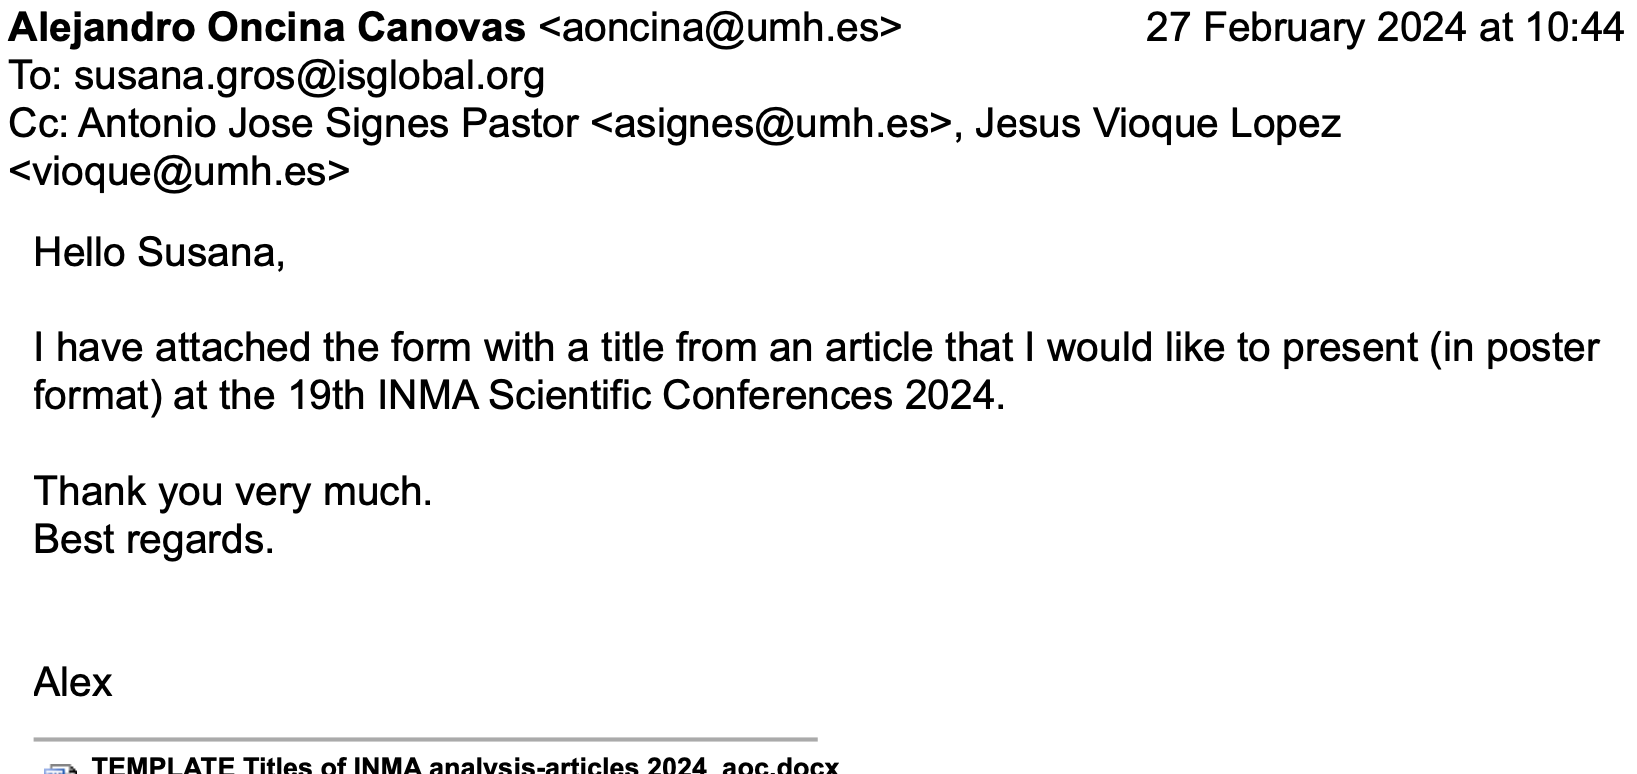 Alejandro Oncina Canovas <aoncina@umh.es> 27 February 2024 at 10:44
To: susana.gros@isglobal.org
Cc: Antonio Jose Signes Pastor <asignes@umh.es>, Jesus Vioque Lopez
<vioque@umh.es>
Hello Susana,
I have attached the form with a title from an article that I would like to present (in poster
format) at the 19th INMA Scientific Conferences 2024.
Thank you very much.
Best regards.
Alex
TEMPLATE Titles of INMA analysis-articles 2024_aoc.docx